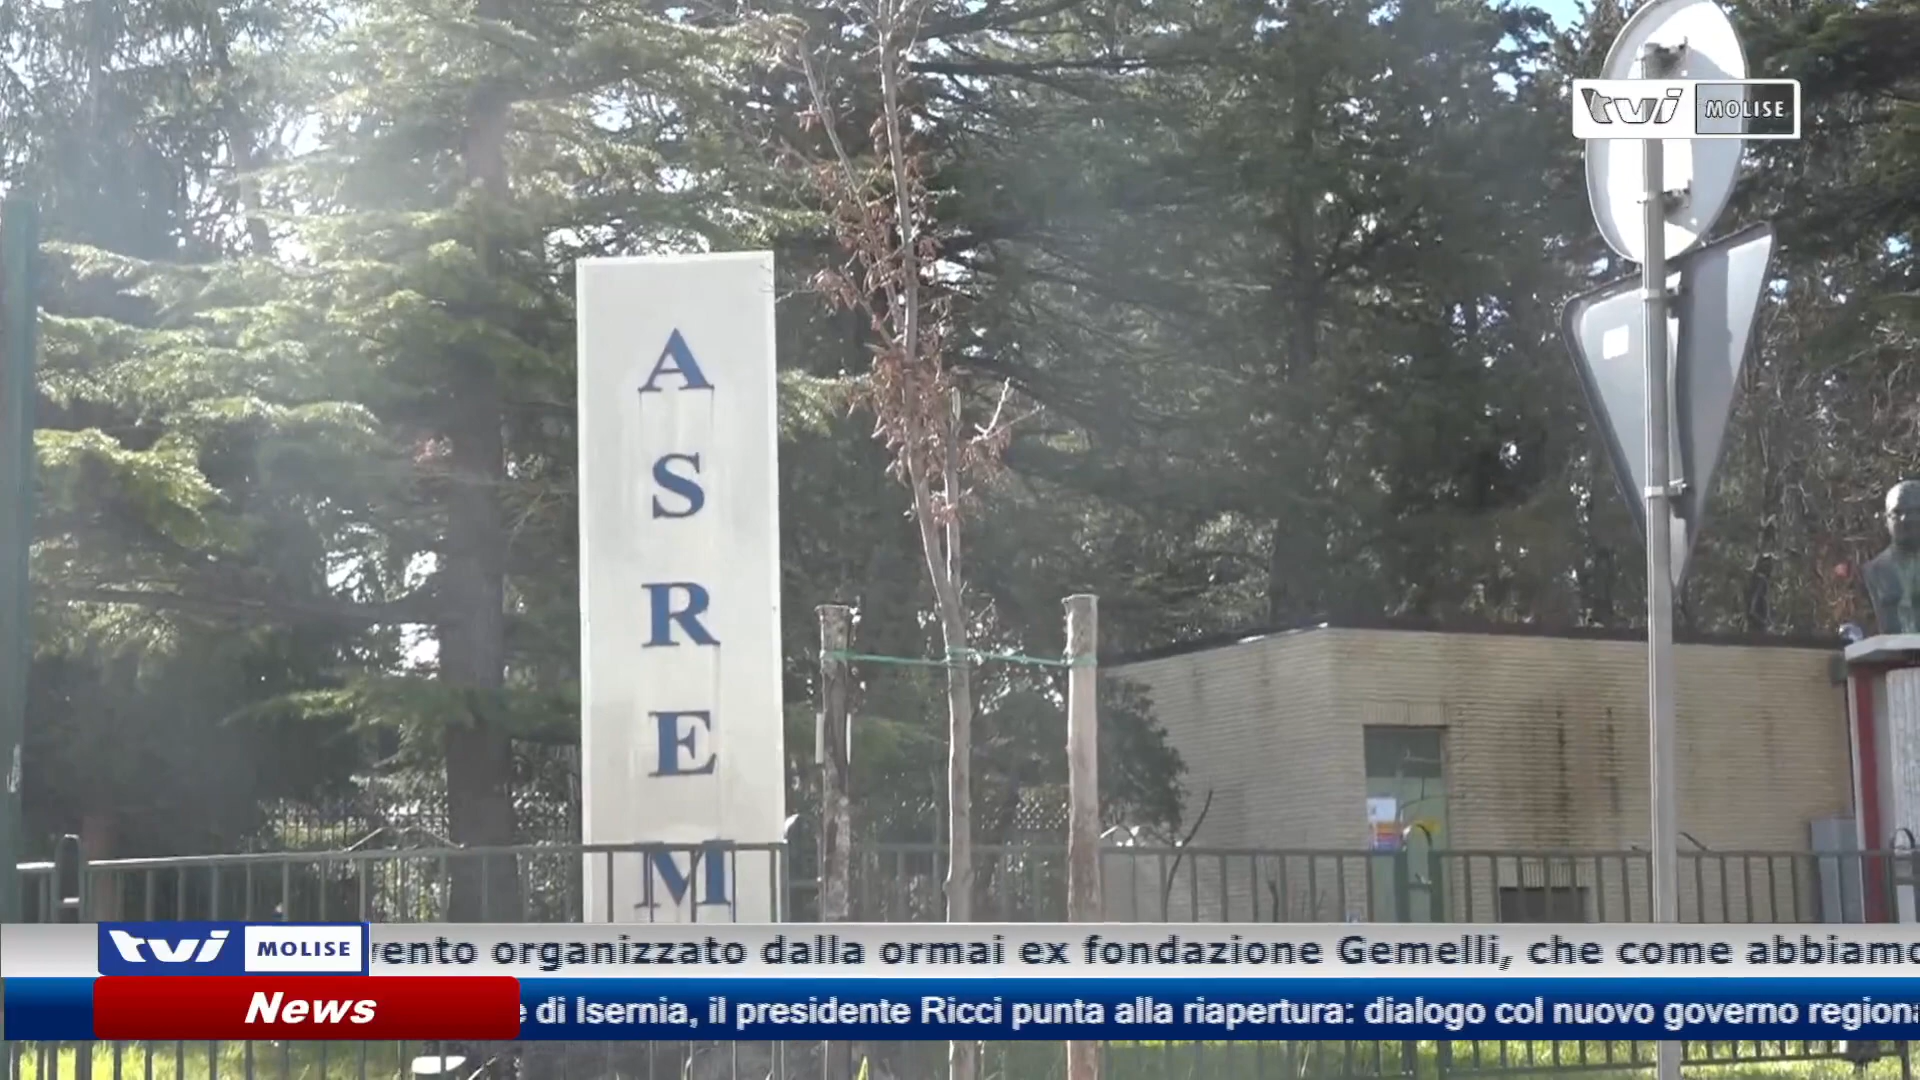 tvi MOLISE
A
S
R
E
M
tvi MOLISE
vento organizzato dalla ormai ex fondazione Gemelli, che come abbiamo
News
e di Isernia, il presidente Ricci punta alla riapertura: dialogo col nuovo governo regiona